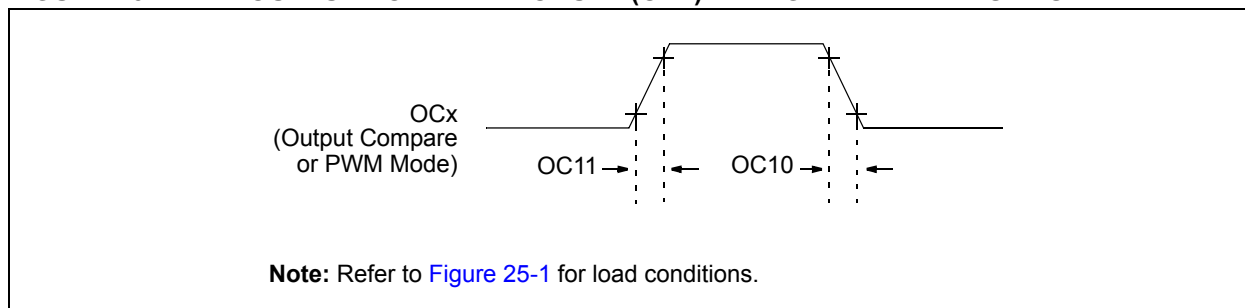 OCx
(Output Compare
or PWM Mode)
OC11
OC10
Note: Refer to Figure 25-1 for load conditions.